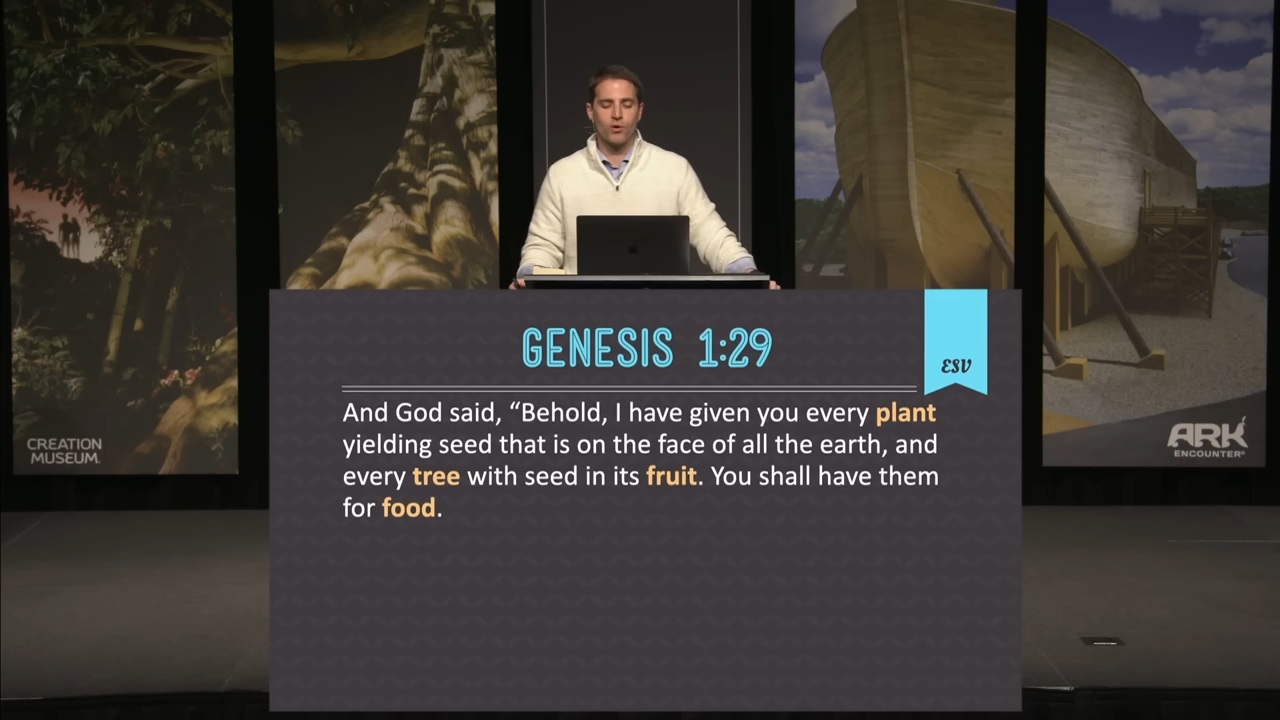 CREATION
MUSEUM
ARK
ENCOUNTER
GENESIS 1:29
ESV
And God said, “Behold, I have given you every plant
yielding seed that is on the face of all the earth, and
every tree with seed in its fruit. You shall have them
for food.